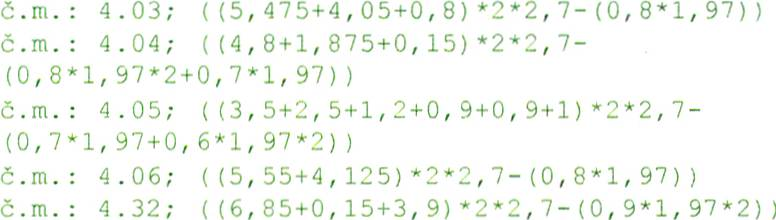 č.m.: 4.03; ((5,475+4,05+0,8)*2*2,7-(0,8*1,97))
č.m.: 4.04; ((4,8+1,875+0,15)*2*2,7-
(0,8*1,97*2+0,7*1,97))
č.m.: 4.05; ((3,5+2,5+1,2+0,9+0,9+1)*2*2,7-
(0,7*1,97+0,6*1,97*2))
č.m.: 4.06; ((5,55+4,125)*2*2,7-(0,8*1,97))
č.m.: 4.32; ((6,85+0,15+3,9)*2*2,7-(0,9*1,97*2))